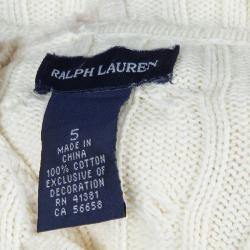 RALPH LAUREN
5
MADE IN
CHINA
100% COTTON
EXCLUSIVE OF
DECORATION
RN 41381
CA 56658